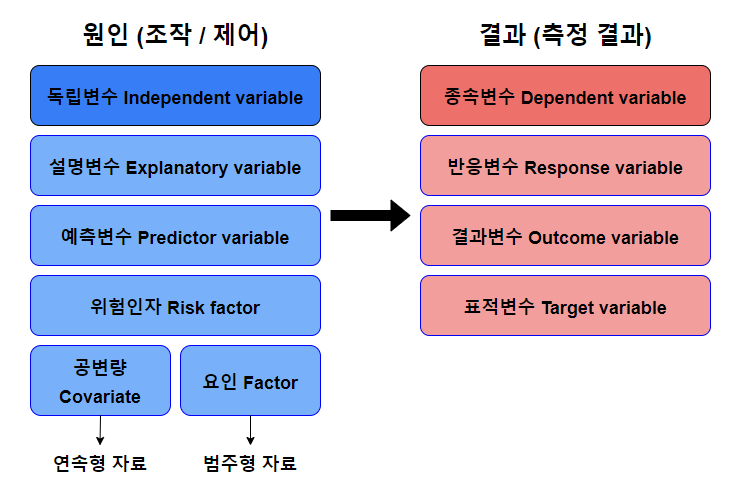 원인 (조작 / 제어)
독립변수 Independent variable
설명변수 Explanatory variable
예측변수 Predictor variable
위험인자 Risk factor
공변량
Covariate
요인 Factor
연속형 자료
범주형 자료
결과 (측정 결과)
종속변수 Dependent variable
반응변수 Response variable
결과변수 Outcome variable
표적변수 Target variable